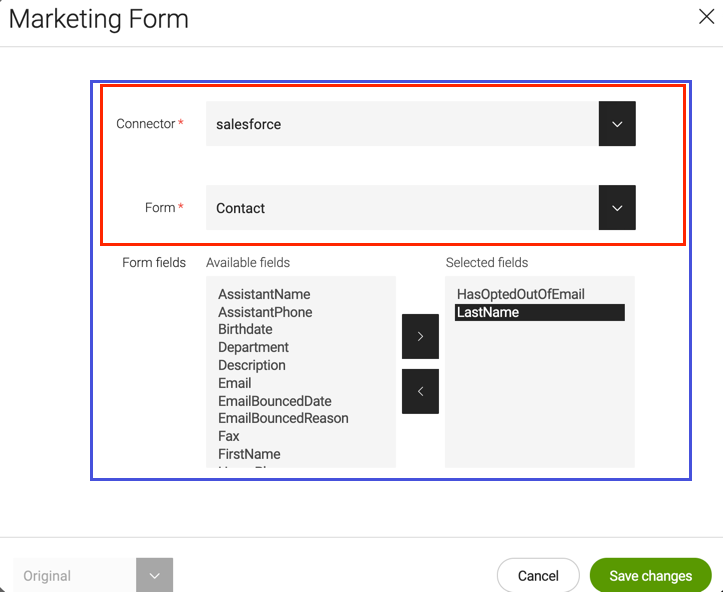 Marketing Form
Connector *
salesforce
Form *
Contact
Form fields
Available fields
Selected fields
AssistantName
AssistantPhone
Birthdate
Department
Description
Email
EmailBouncedDate
EmailBouncedReason
Fax
FirstName
HasOptedOutOfEmail
LastName
Original
Cancel
Save changes